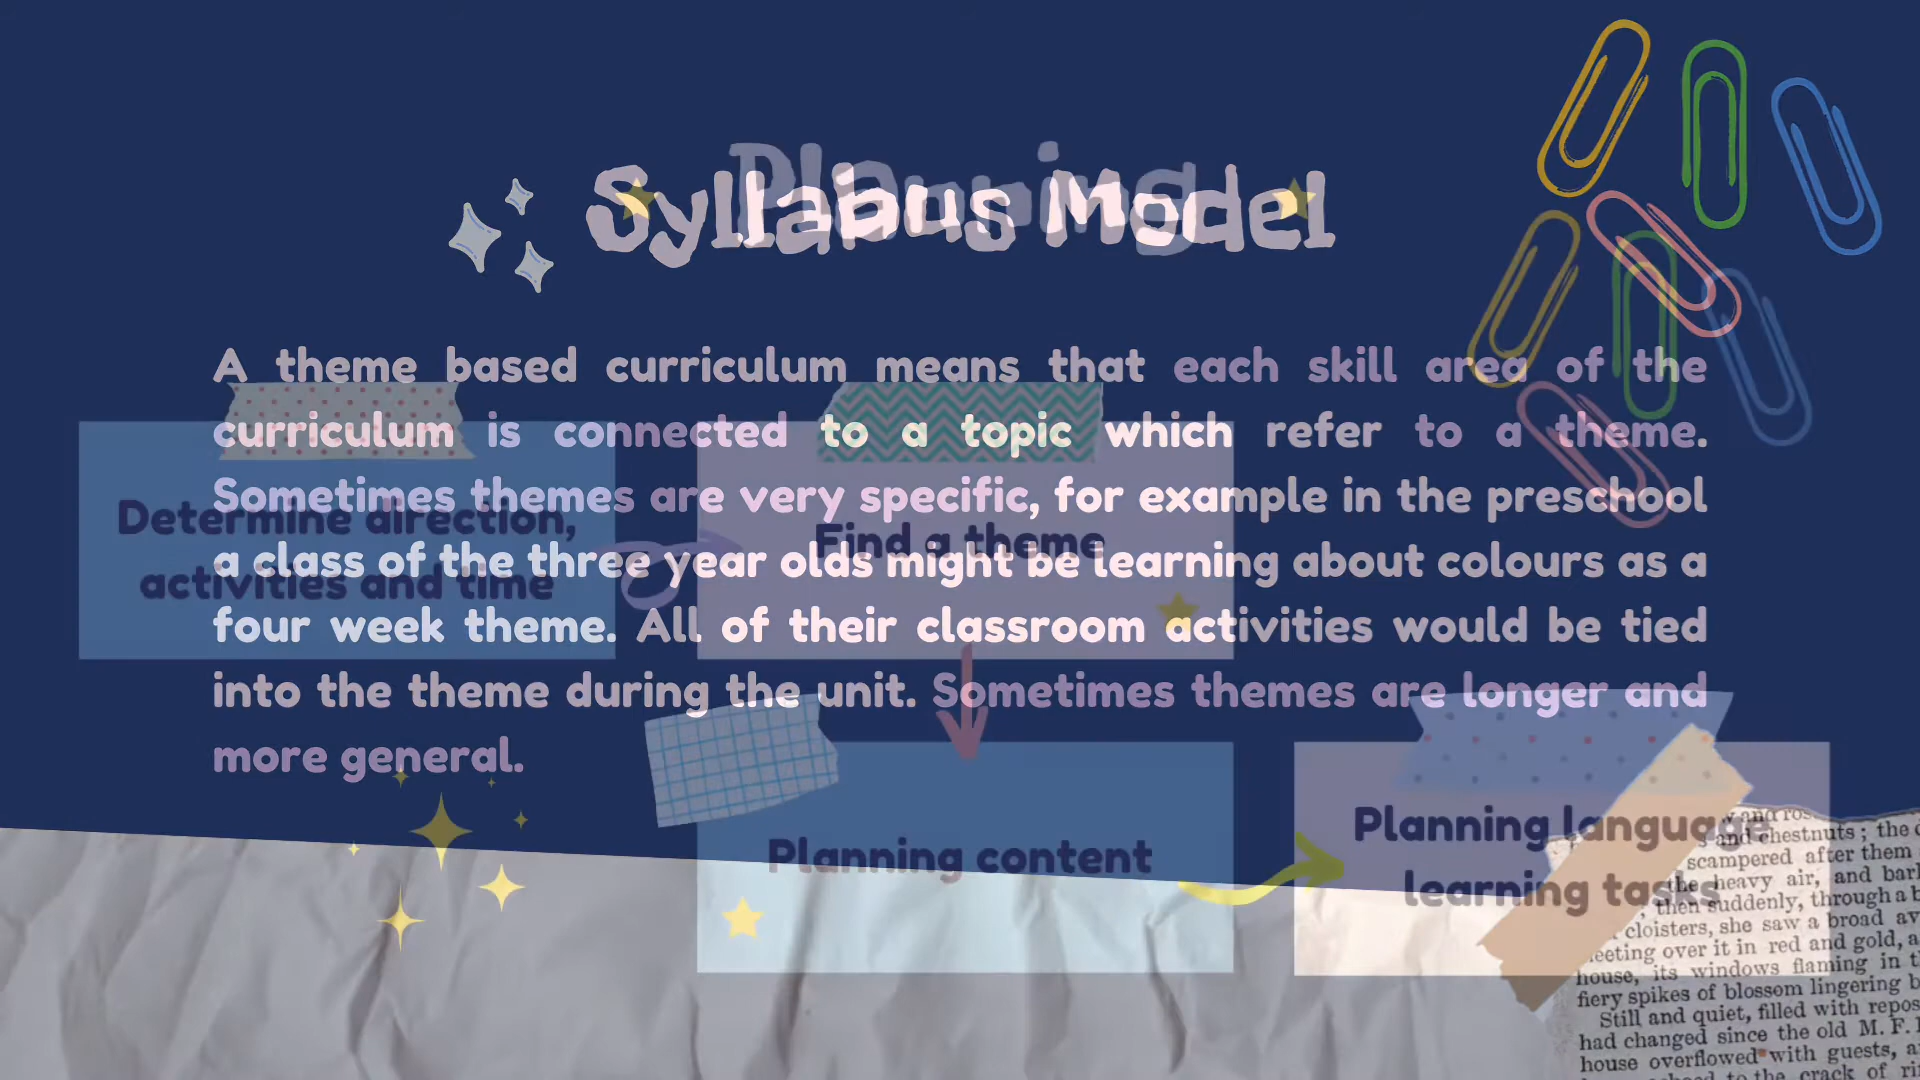 Planning
Syllabus Model
A theme based curriculum means that each skill area of the
curriculum is connected to a topic which refer to a theme.
Sometimes themes are very specific, for example in the preschool
a class of the three year olds might be learning about colours as a
four week theme. All of their classroom activities would be tied
into the theme during the unit. Sometimes themes are longer and
more general.
Determine direction,
activities and time
Find a theme
Planning content
Planning language
learning tasks
and chestnuts; the
scampered after them
the heavy air, and
then suddenly, through a
cloisters, she saw a broad
over it in red and gold,
house, its windows flaming in
fiery spikes of blossom lingering
Still and quiet, filled with
had changed since the old M. F.
house overflowed with guests,
to the crack of